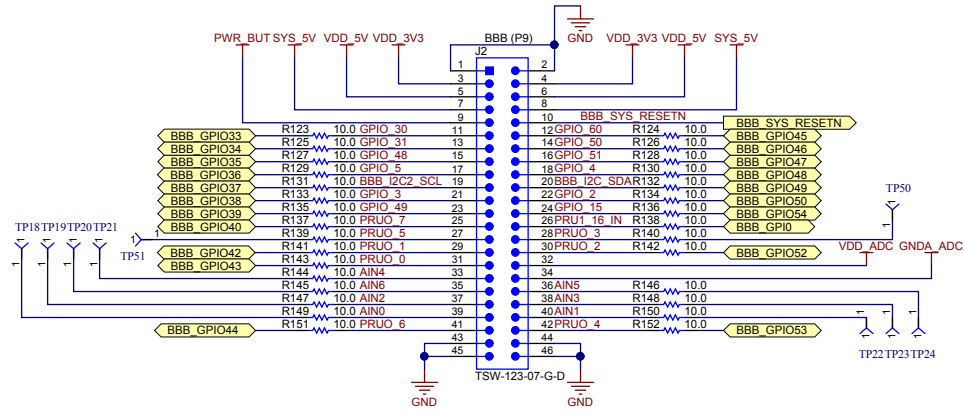 BBB (P9)
GND
PWR_BUT SYS_5V VDD_5V VDD_3V3
VDD_3V3 VDD_5V SYS_5V
J2
1 2
3 4
5 6
7 8
9 10 BBB_SYS_RESETN BBB_SYS_RESETN
BBB_GPIO33 R123 10.0 GPIO_30 11 12 GPIO_60 R124 10.0 BBB_GPIO45
BBB_GPIO34 R125 10.0 GPIO_31 13 14 GPIO_50 R126 10.0 BBB_GPIO46
BBB_GPIO35 R127 10.0 GPIO_48 15 16 GPIO_51 R128 10.0 BBB_GPIO47
BBB_GPIO36 R129 10.0 GPIO_5 17 18 GPIO_4 R130 10.0 BBB_GPIO48
BBB_GPIO37 R131 10.0 BBB_I2C2_SCL 19 20 BBB_I2C_SDA R132 10.0 BBB_GPIO49
BBB_GPIO38 R133 10.0 GPIO_3 21 22 GPIO_2 R134 10.0 BBB_GPIO50
BBB_GPIO39 R135 10.0 GPIO_49 23 24 GPIO_15 R136 10.0 BBB_GPIO54
BBB_GPIO40 R137 10.0 PRUO_7 25 26 PRU1_16_IN R138 10.0 BBB_GPI0
TP51 1 R139 10.0 PRUO_5 27 28 PRUO_3 R140 10.0 1 TP50
BBB_GPIO42 R141 10.0 PRUO_1 29 30 PRUO_2 R142 10.0 BBB_GPIO52
BBB_GPIO43 R143 10.0 PRUO_0 31 32 VDD_ADC GNDA_ADC
TP18 TP19 TP20 TP21
1 1 1 1
R144 10.0 AIN4 33 34
R145 10.0 AIN6 35 36 AIN5 R146 10.0
R147 10.0 AIN2 37 38 AIN3 R148 10.0
R149 10.0 AIN0 39 40 AIN1 R150 10.0
1 1 1
TP22 TP23 TP24
BBB_GPIO44 R151 10.0 PRUO_6 41 42 PRUO_4 R152 10.0 BBB_GPIO53
43 44
45 46
TSW-123-07-G-D
GND GND